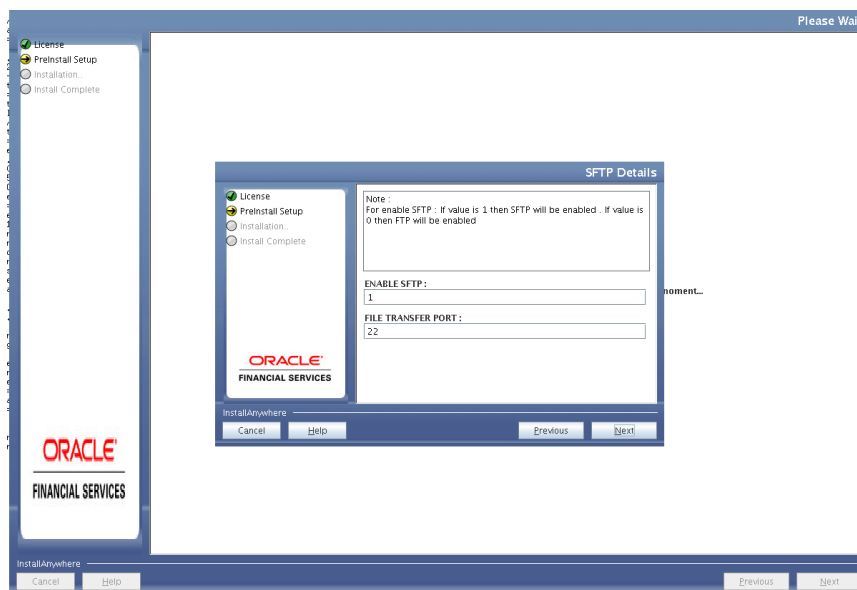 Please Wai
License
PreInstall Setup
Installation..
Install Complete
SFTP Details
License
PreInstall Setup
Installation..
Install Complete
Note :
For enable SFTP : If value is 1 then SFTP will be enabled . If value is
0 then FTP will be enabled
ENABLE SFTP :
1
FILE TRANSFER PORT :
22
noment...
ORACLE
FINANCIAL SERVICES
InstallAnywhere
Cancel Help Previous Next
ORACLE
FINANCIAL SERVICES
InstallAnywhere
Cancel Help Previous Next